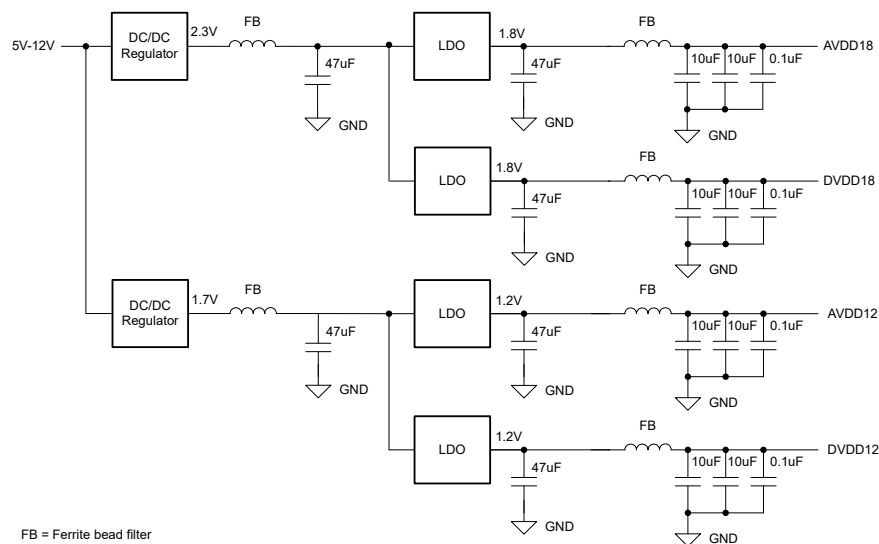 FB
FB
5V-12V
DC/DC
Regulator
2.3V
LDO
1.8V
AVDD18
47uF
47uF
10uF
10uF
0.1uF
GND
GND
GND
FB
LDO
1.8V
DVDD18
47uF
10uF
10uF
0.1uF
GND
GND
FB
FB
DC/DC
Regulator
1.7V
LDO
1.2V
AVDD12
47uF
47uF
10uF
10uF
0.1uF
GND
GND
GND
FB
LDO
1.2V
DVDD12
47uF
10uF
10uF
0.1uF
GND
GND
FB = Ferrite bead filter